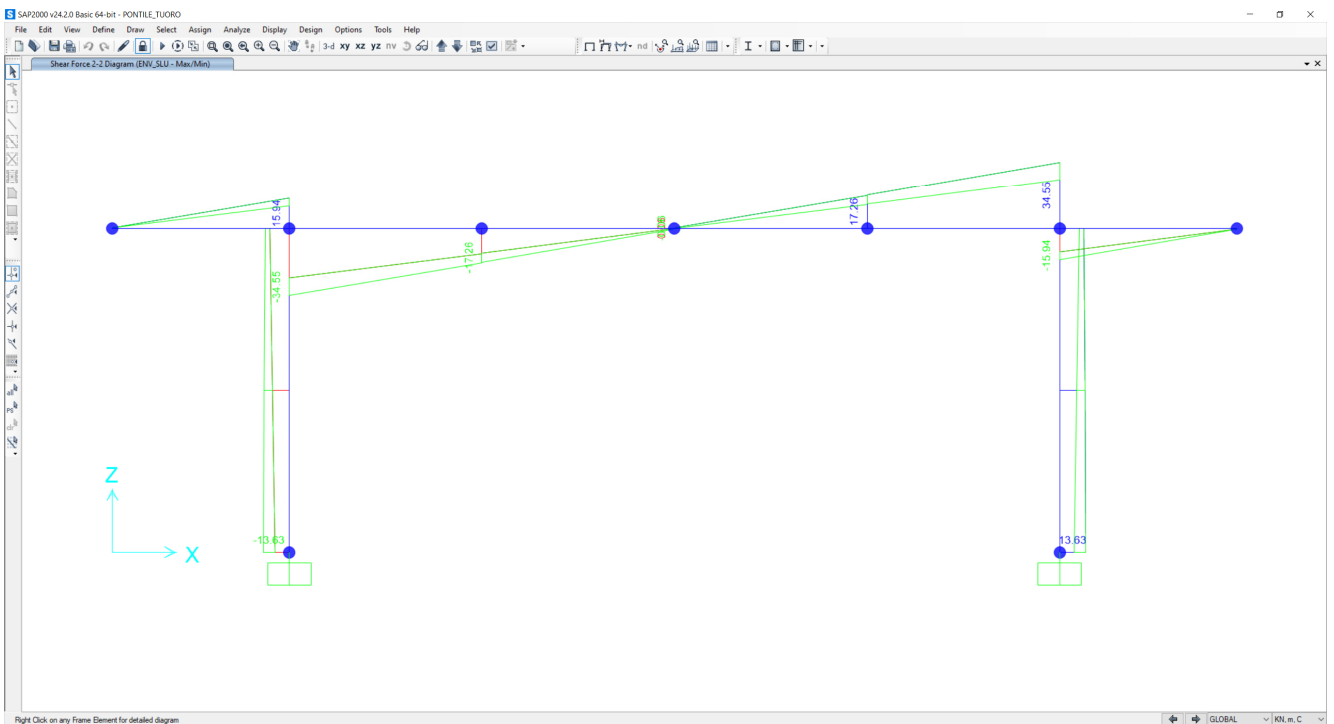 SAP2000 v24.2.0 Basic 64-bit - PONTILE_TUORO
File Edit View Define Draw Select Assign Analyze Display Design Options Tools Help
3-d xy xz yz nv nd
Shear Force 2-2 Diagram (ENV_SLU - Max/Min)
15.94
-34.55
-17.26
17.26
34.55
-15.94
-13.63
13.63
Z
X
all
PS
clr
Right Click on any Frame Element for detailed diagram
GLOBAL
KN, m, C